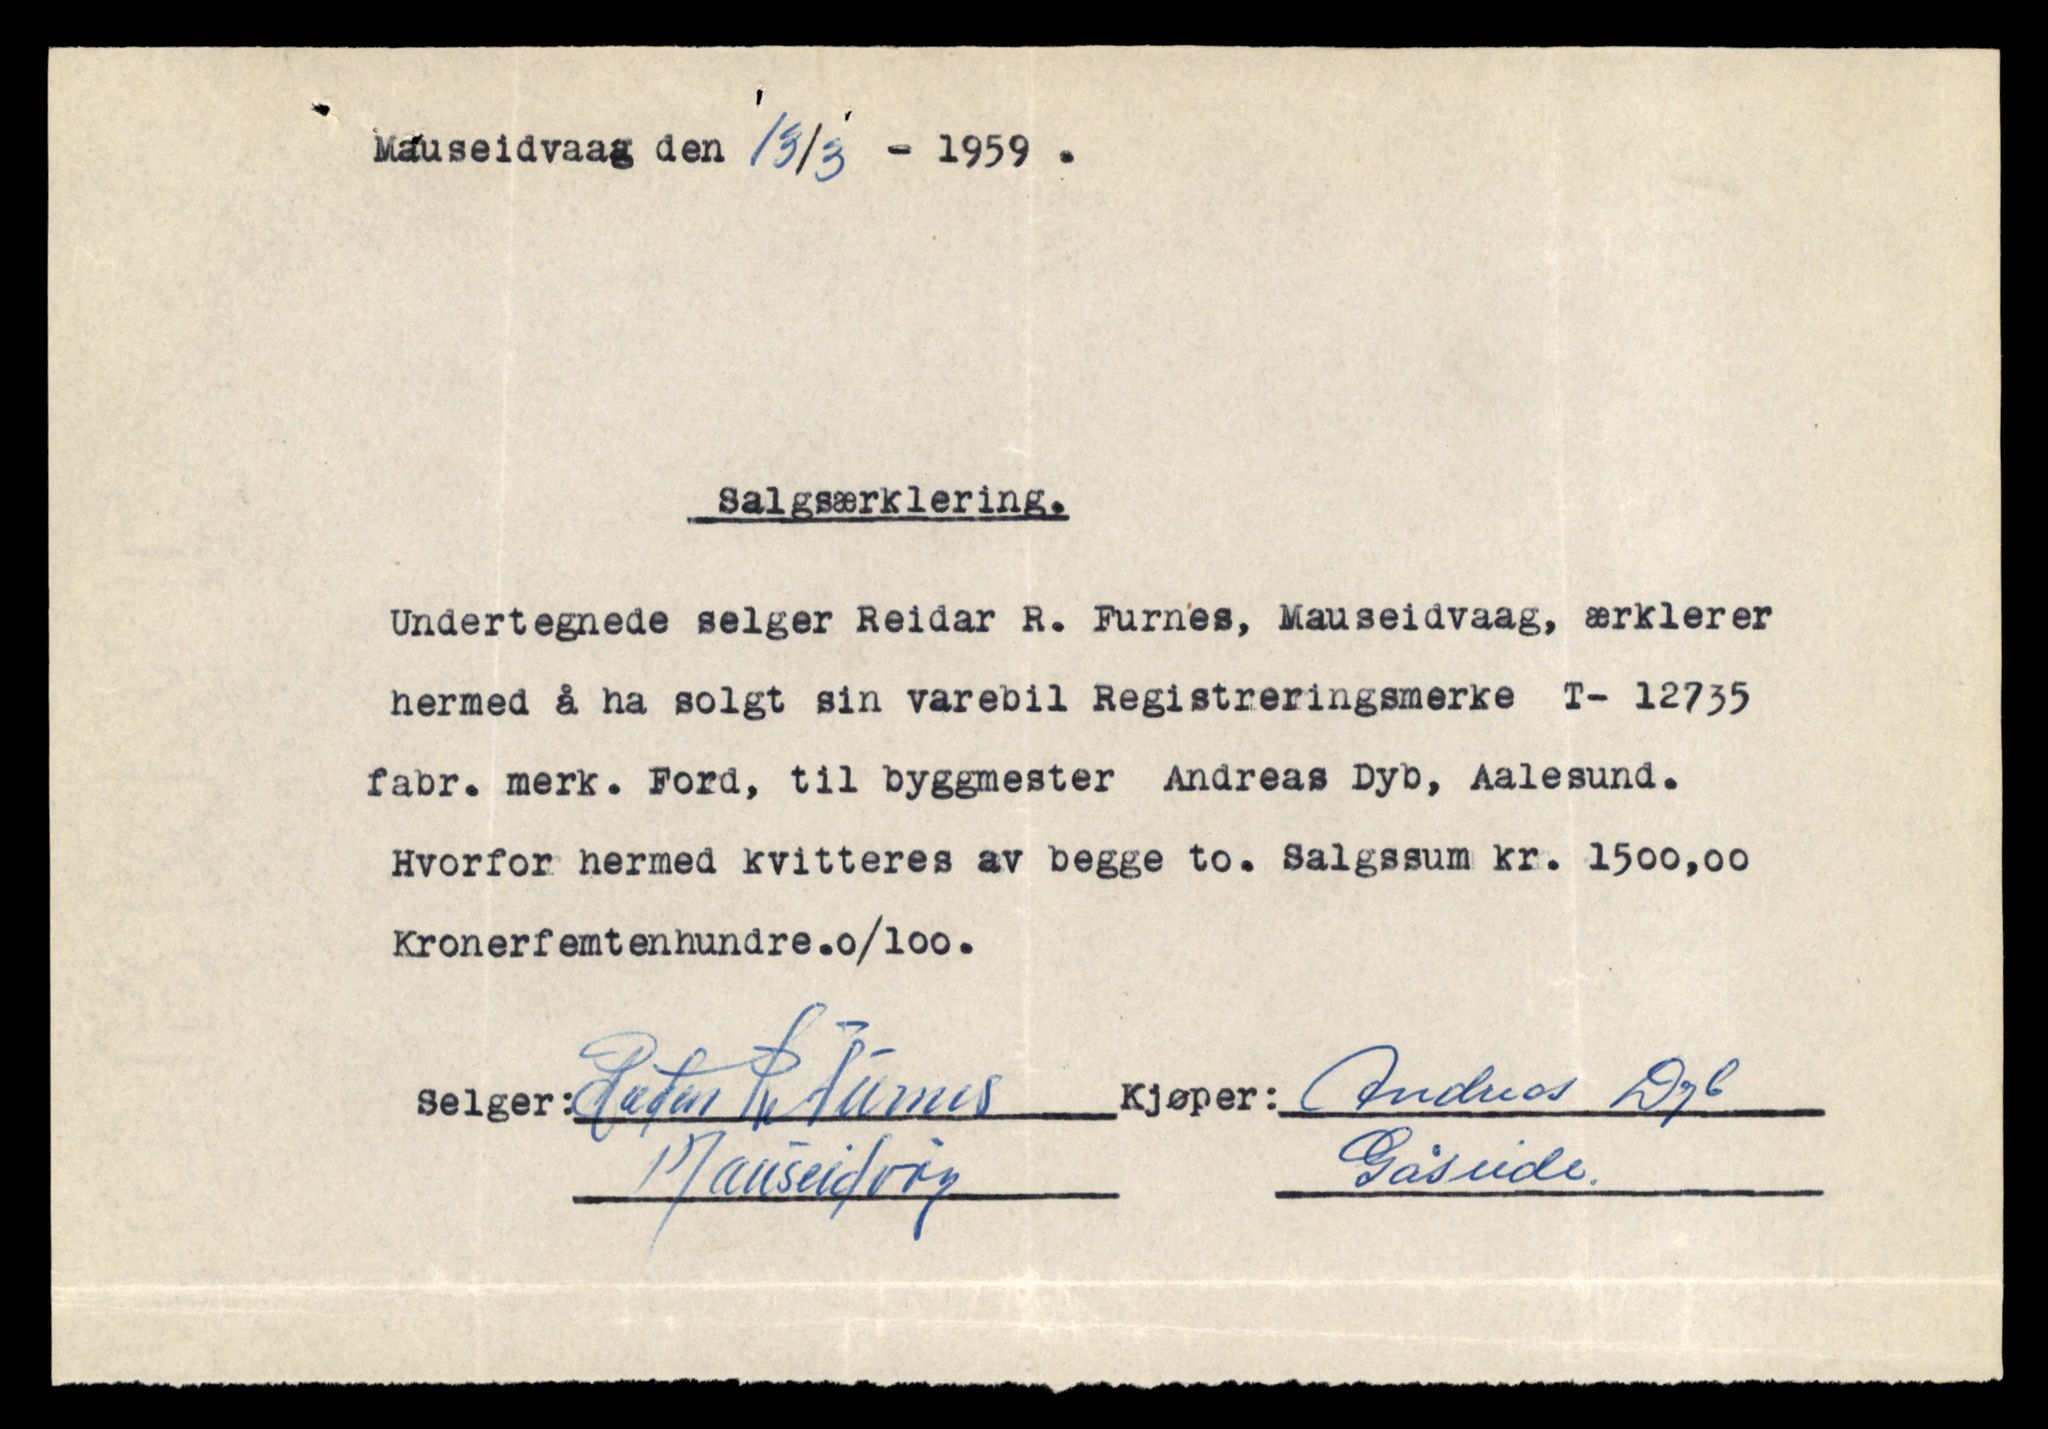 Mauseidvaag den 13/3 - 1959 .
Salgsærklering.
Undertegnede selger Reidar R. Furnes, Mauseidvaag, ærklerer
hermed å ha solgt sin varebil Registreringsmerke T- 12735
fabr. merk. Ford, til byggmester Andreas Dyb, Aalesund.
Hvorfor hermed kvitteres av begge to. Salgssum kr. 1500,00
Kronerfemtenhundre.o/100.
Selger: Reidar R Furnes Kjøper: Andreas Dyb
Mauseidvåg Gåseide.